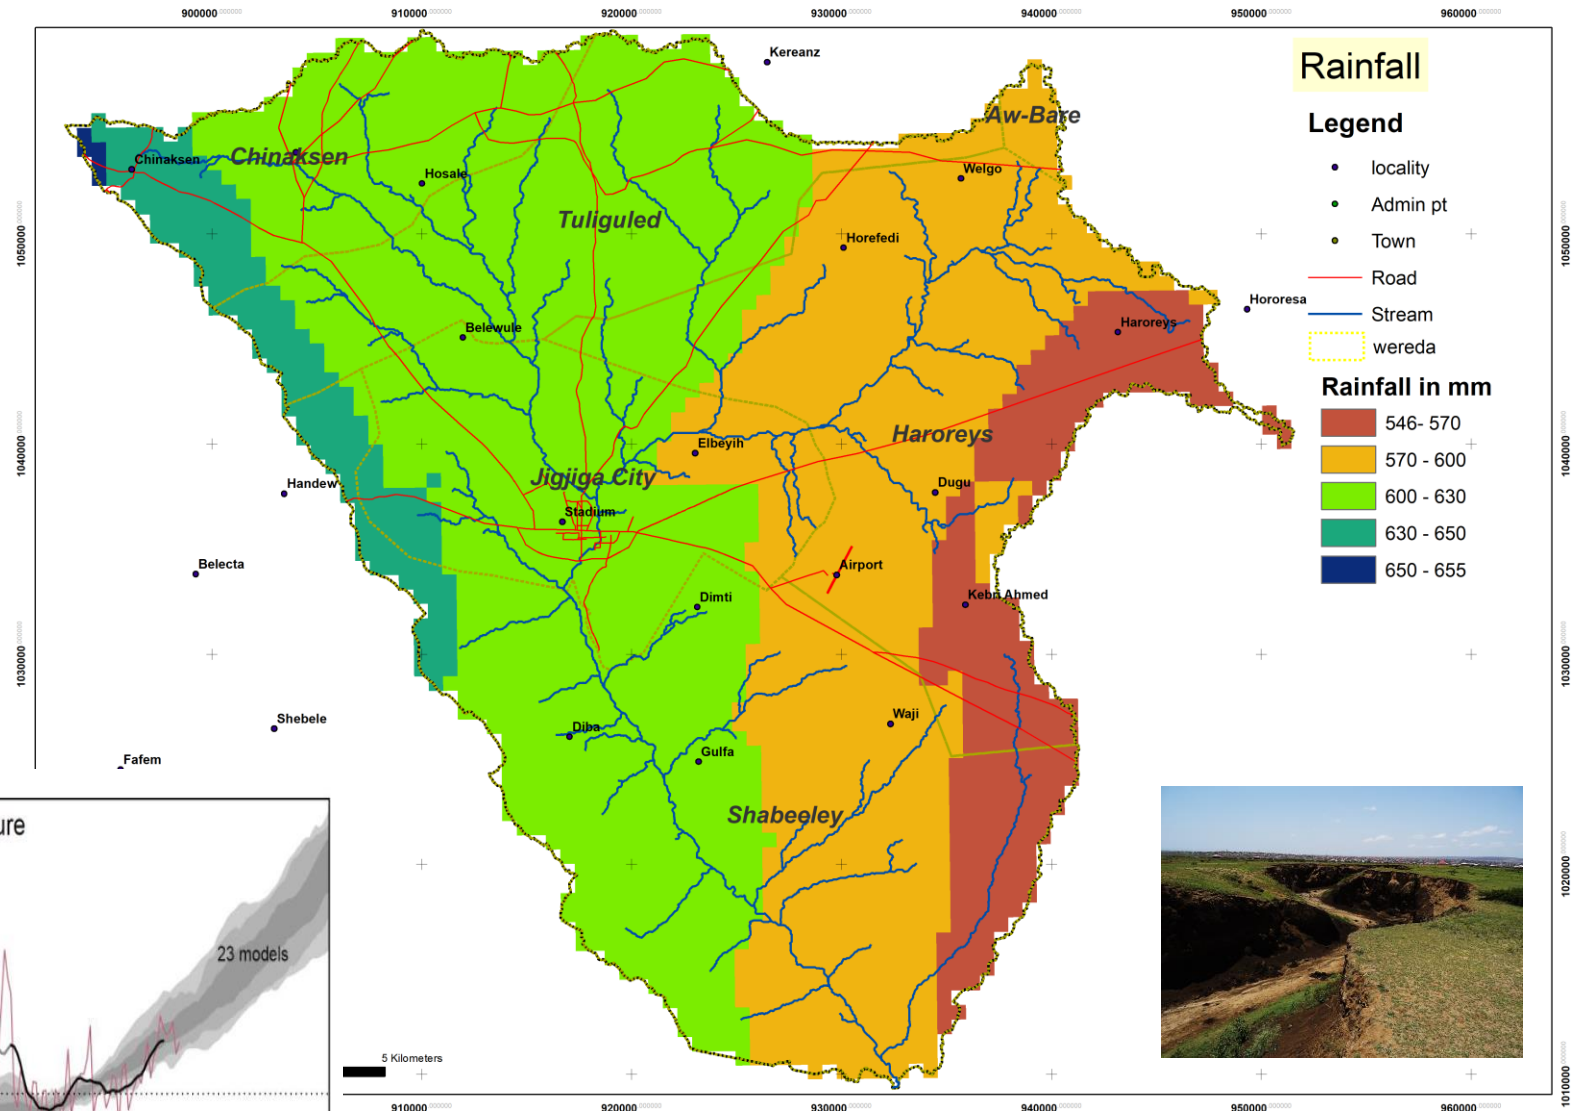 900000 910000 920000 930000 940000 950000 960000
Kereanz
Rainfall
Aw-Bare
Legend
locality
Admin pt
Town
Road
Stream
wereda
Rainfall in mm
546- 570
570 - 600
600 - 630
630 - 650
650 - 655
Chinaksen
Chinaksen
Hosale
Welgo
Tuliguled
Horefedi
1050000
1050000
Hororesa
Haroreys
Belewule
Haroreys
Elbeyih
1040000
1040000
Jigjiga City
Handew
Dugu
Stadium
Belecta
Airport
Dimti
Kebri Ahmed
1030000
1030000
Shebele
Diba
Waji
Gulfa
Fafem
Shabeeley
ure
23 models
1020000
5 Kilometers
1010000
910000 920000 930000 940000 950000 960000